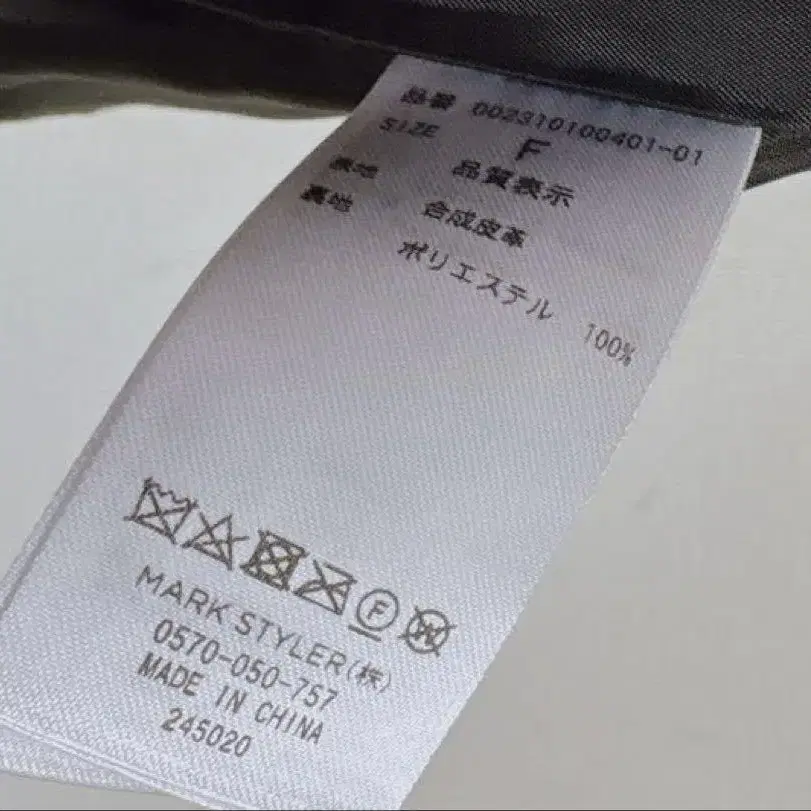 品番 002310100401-01
SIZE F
品質表示
表地 合成皮革
裏地 ポリエステル 100%
F
W
MARK STYLER(株)
0570-050-757
MADE IN CHINA
245020